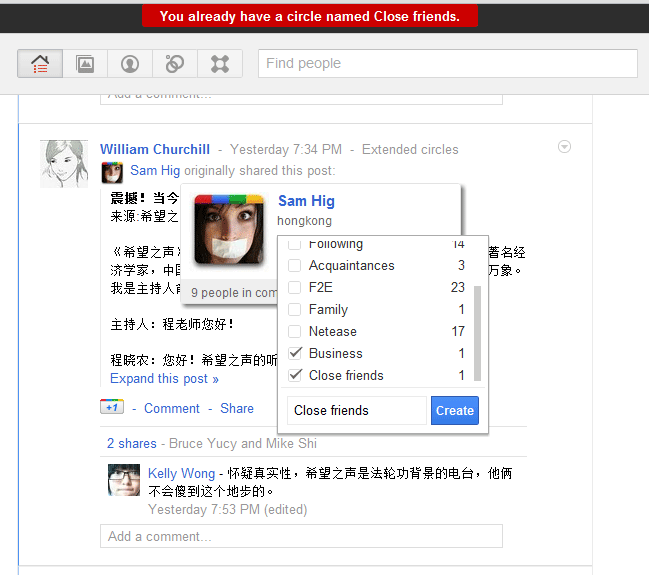 You already have a circle named Close friends.
Find people
Add a comment...
William Churchill - Yesterday 7:34 PM - Extended circles
Sam Hig originally shared this post:
震撼！当今
来源:希望之
Sam Hig
hongkong
9 people in com
《希望之声》
著名经
济学家，中国
万象。
我是主持人
主持人：程老师您好！
程晓农：您好！希望之声的听
Expand this post »
Following 14
Acquaintances 3
F2E 23
Family 1
Netease 17
Business 1
Close friends 1
Close friends
Create
+1 - Comment - Share
2 shares - Bruce Yucy and Mike Shi
Kelly Wong - 怀疑真实性，希望之声是法轮功背景的电台，他俩
不会傻到这个地步的。
Yesterday 7:53 PM (edited)
Add a comment...